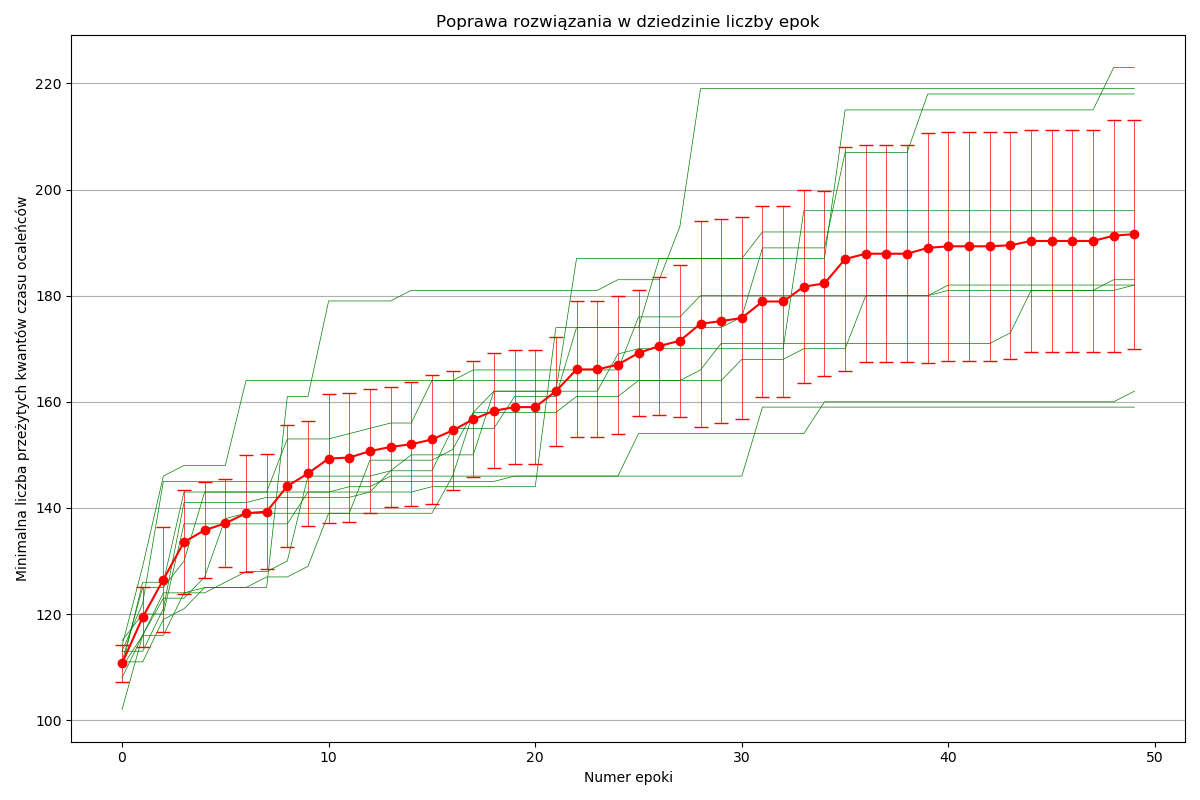 Poprawa rozwiązania w dziedzinie liczby epok
Minimalna liczba przeżytych kwantów czasu ocaleńców
220
200
180
160
140
120
100
0 10 20 30 40 50
Numer epoki